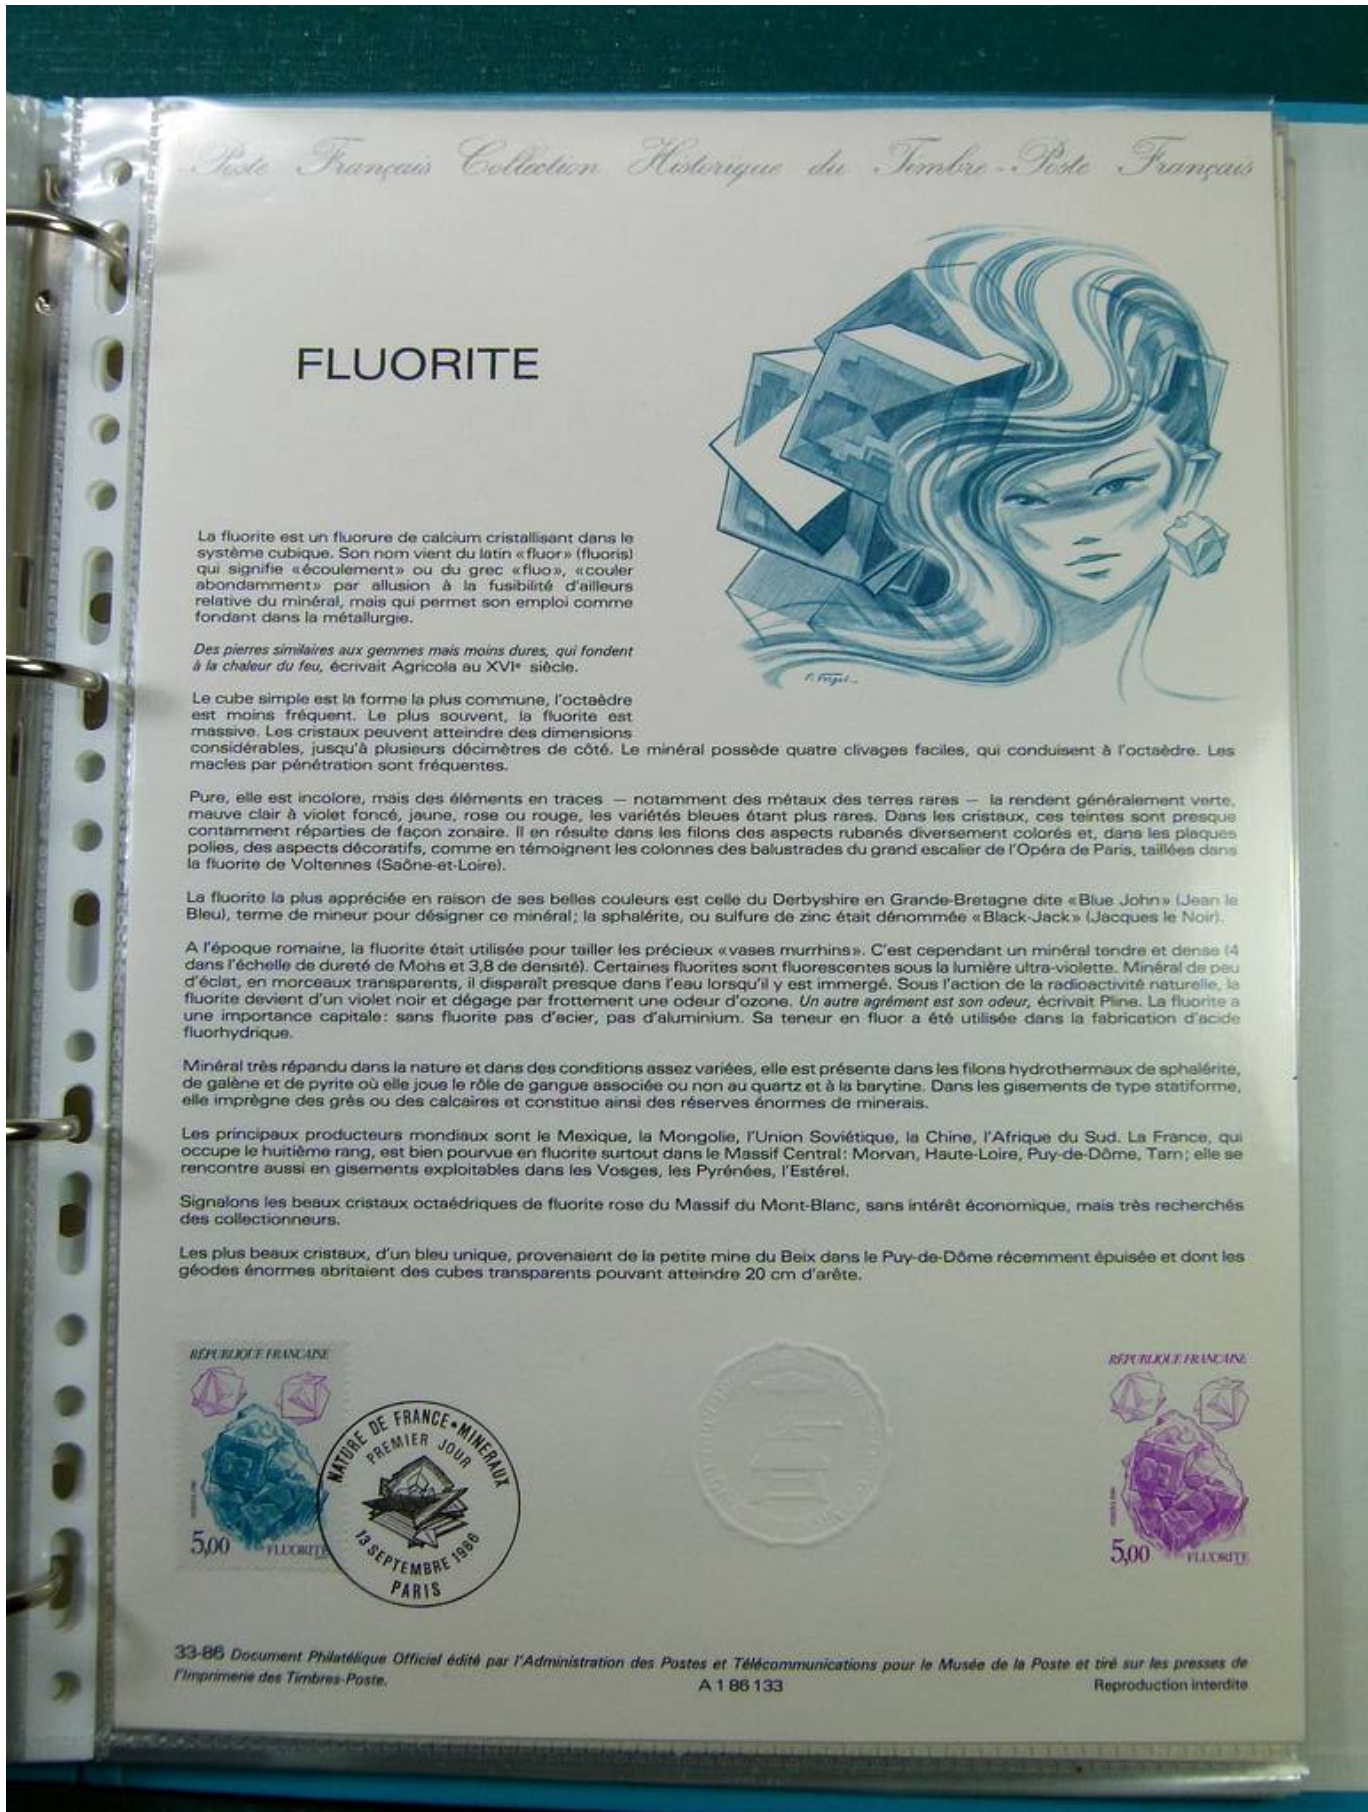 -Poste Français Collection Historique du Timbre-Poste Français
FLUORITE
La fluorite est un fluorure de calcium cristallisant dans le
système cubique. Son nom vient du latin «fluor» (fluoris)
qui signifie «écoulement» ou du grec «fluo», «couler
abondamment» par allusion à la fusibilité d'ailleurs
relative du minéral, mais qui permet son emploi comme
fondant dans la métallurgie.
Des pierres similaires aux gemmes mais moins dures, qui fondent
à la chaleur du feu, écrivait Agricola au XVIe siècle.
Le cube simple est la forme la plus commune, l'octaèdre
est moins fréquent. Le plus souvent, la fluorite est
massive. Les cristaux peuvent atteindre des dimensions
considérables, jusqu'à plusieurs décimètres de côté. Le minéral possède quatre clivages faciles, qui conduisent à l'octaèdre. Les
macles par pénétration sont fréquentes.
Pure, elle est incolore, mais des éléments en traces — notamment des métaux des terres rares — la rendent généralement verte,
mauve clair à violet foncé, jaune, rose ou rouge, les variétés bleues étant plus rares. Dans les cristaux, ces teintes sont presque
contamment réparties de façon zonaire. Il en résulte dans les filons des aspects rubanés diversement colorés et, dans les plaques
polies, des aspects décoratifs, comme en témoignent les colonnes des balustrades du grand escalier de l'Opéra de Paris, taillées dans
la fluorite de Voltennes (Saône-et-Loire).
La fluorite la plus appréciée en raison de ses belles couleurs est celle du Derbyshire en Grande-Bretagne dite «Blue John» (Jean le
Bleu), terme de mineur pour désigner ce minéral; la sphalérite, ou sulfure de zinc était dénommée «Black-Jack» (Jacques le Noir).
A l'époque romaine, la fluorite était utilisée pour tailler les précieux «vases murrhins». C'est cependant un minéral tendre et dense (4
dans l'échelle de dureté de Mohs et 3,8 de densité). Certaines fluorites sont fluorescentes sous la lumière ultra-violette. Minéral de peu
d'éclat, en morceaux transparents, il disparaît presque dans l'eau lorsqu'il y est immergé. Sous l'action de la radioactivité naturelle, la
fluorite devient d'un violet noir et dégage par frottement une odeur d'ozone. Un autre agrément est son odeur, écrivait Pline. La fluorite a
une importance capitale: sans fluorite pas d'acier, pas d'aluminium. Sa teneur en fluor a été utilisée dans la fabrication d'acide
fluorhydrique.
Minéral très répandu dans la nature et dans des conditions assez variées, elle est présente dans les filons hydrothermaux de sphalérite,
de galène et de pyrite où elle joue le rôle de gangue associée ou non au quartz et à la barytine. Dans les gisements de type statiforme,
elle imprègne des grès ou des calcaires et constitue ainsi des réserves énormes de minerais.
Les principaux producteurs mondiaux sont le Mexique, la Mongolie, l'Union Soviétique, la Chine, l'Afrique du Sud. La France, qui
occupe le huitième rang, est bien pourvue en fluorite surtout dans le Massif Central: Morvan, Haute-Loire, Puy-de-Dôme, Tarn; elle se
rencontre aussi en gisements exploitables dans les Vosges, les Pyrénées, l'Estérel.
Signalons les beaux cristaux octaédriques de fluorite rose du Massif du Mont-Blanc, sans intérêt économique, mais très recherchés
des collectionneurs.
Les plus beaux cristaux, d'un bleu unique, provenaient de la petite mine du Beix dans le Puy-de-Dôme récemment épuisée et dont les
géodes énormes abritaient des cubes transparents pouvant atteindre 20 cm d'arête.
RÉPUBLIQUE FRANÇAISE
5,00 FLUORITE
NATURE DE FRANCE • MINERAUX
PREMIER JOUR
13 SEPTEMBRE 1986
PARIS
RÉPUBLIQUE FRANÇAISE
5,00 FLUORITE
33-86 Document Philatélique Officiel édité par l'Administration des Postes et Télécommunications pour le Musée de la Poste et tiré sur les presses de
l'Imprimerie des Timbres-Poste.
A 1 86 133
Reproduction interdite